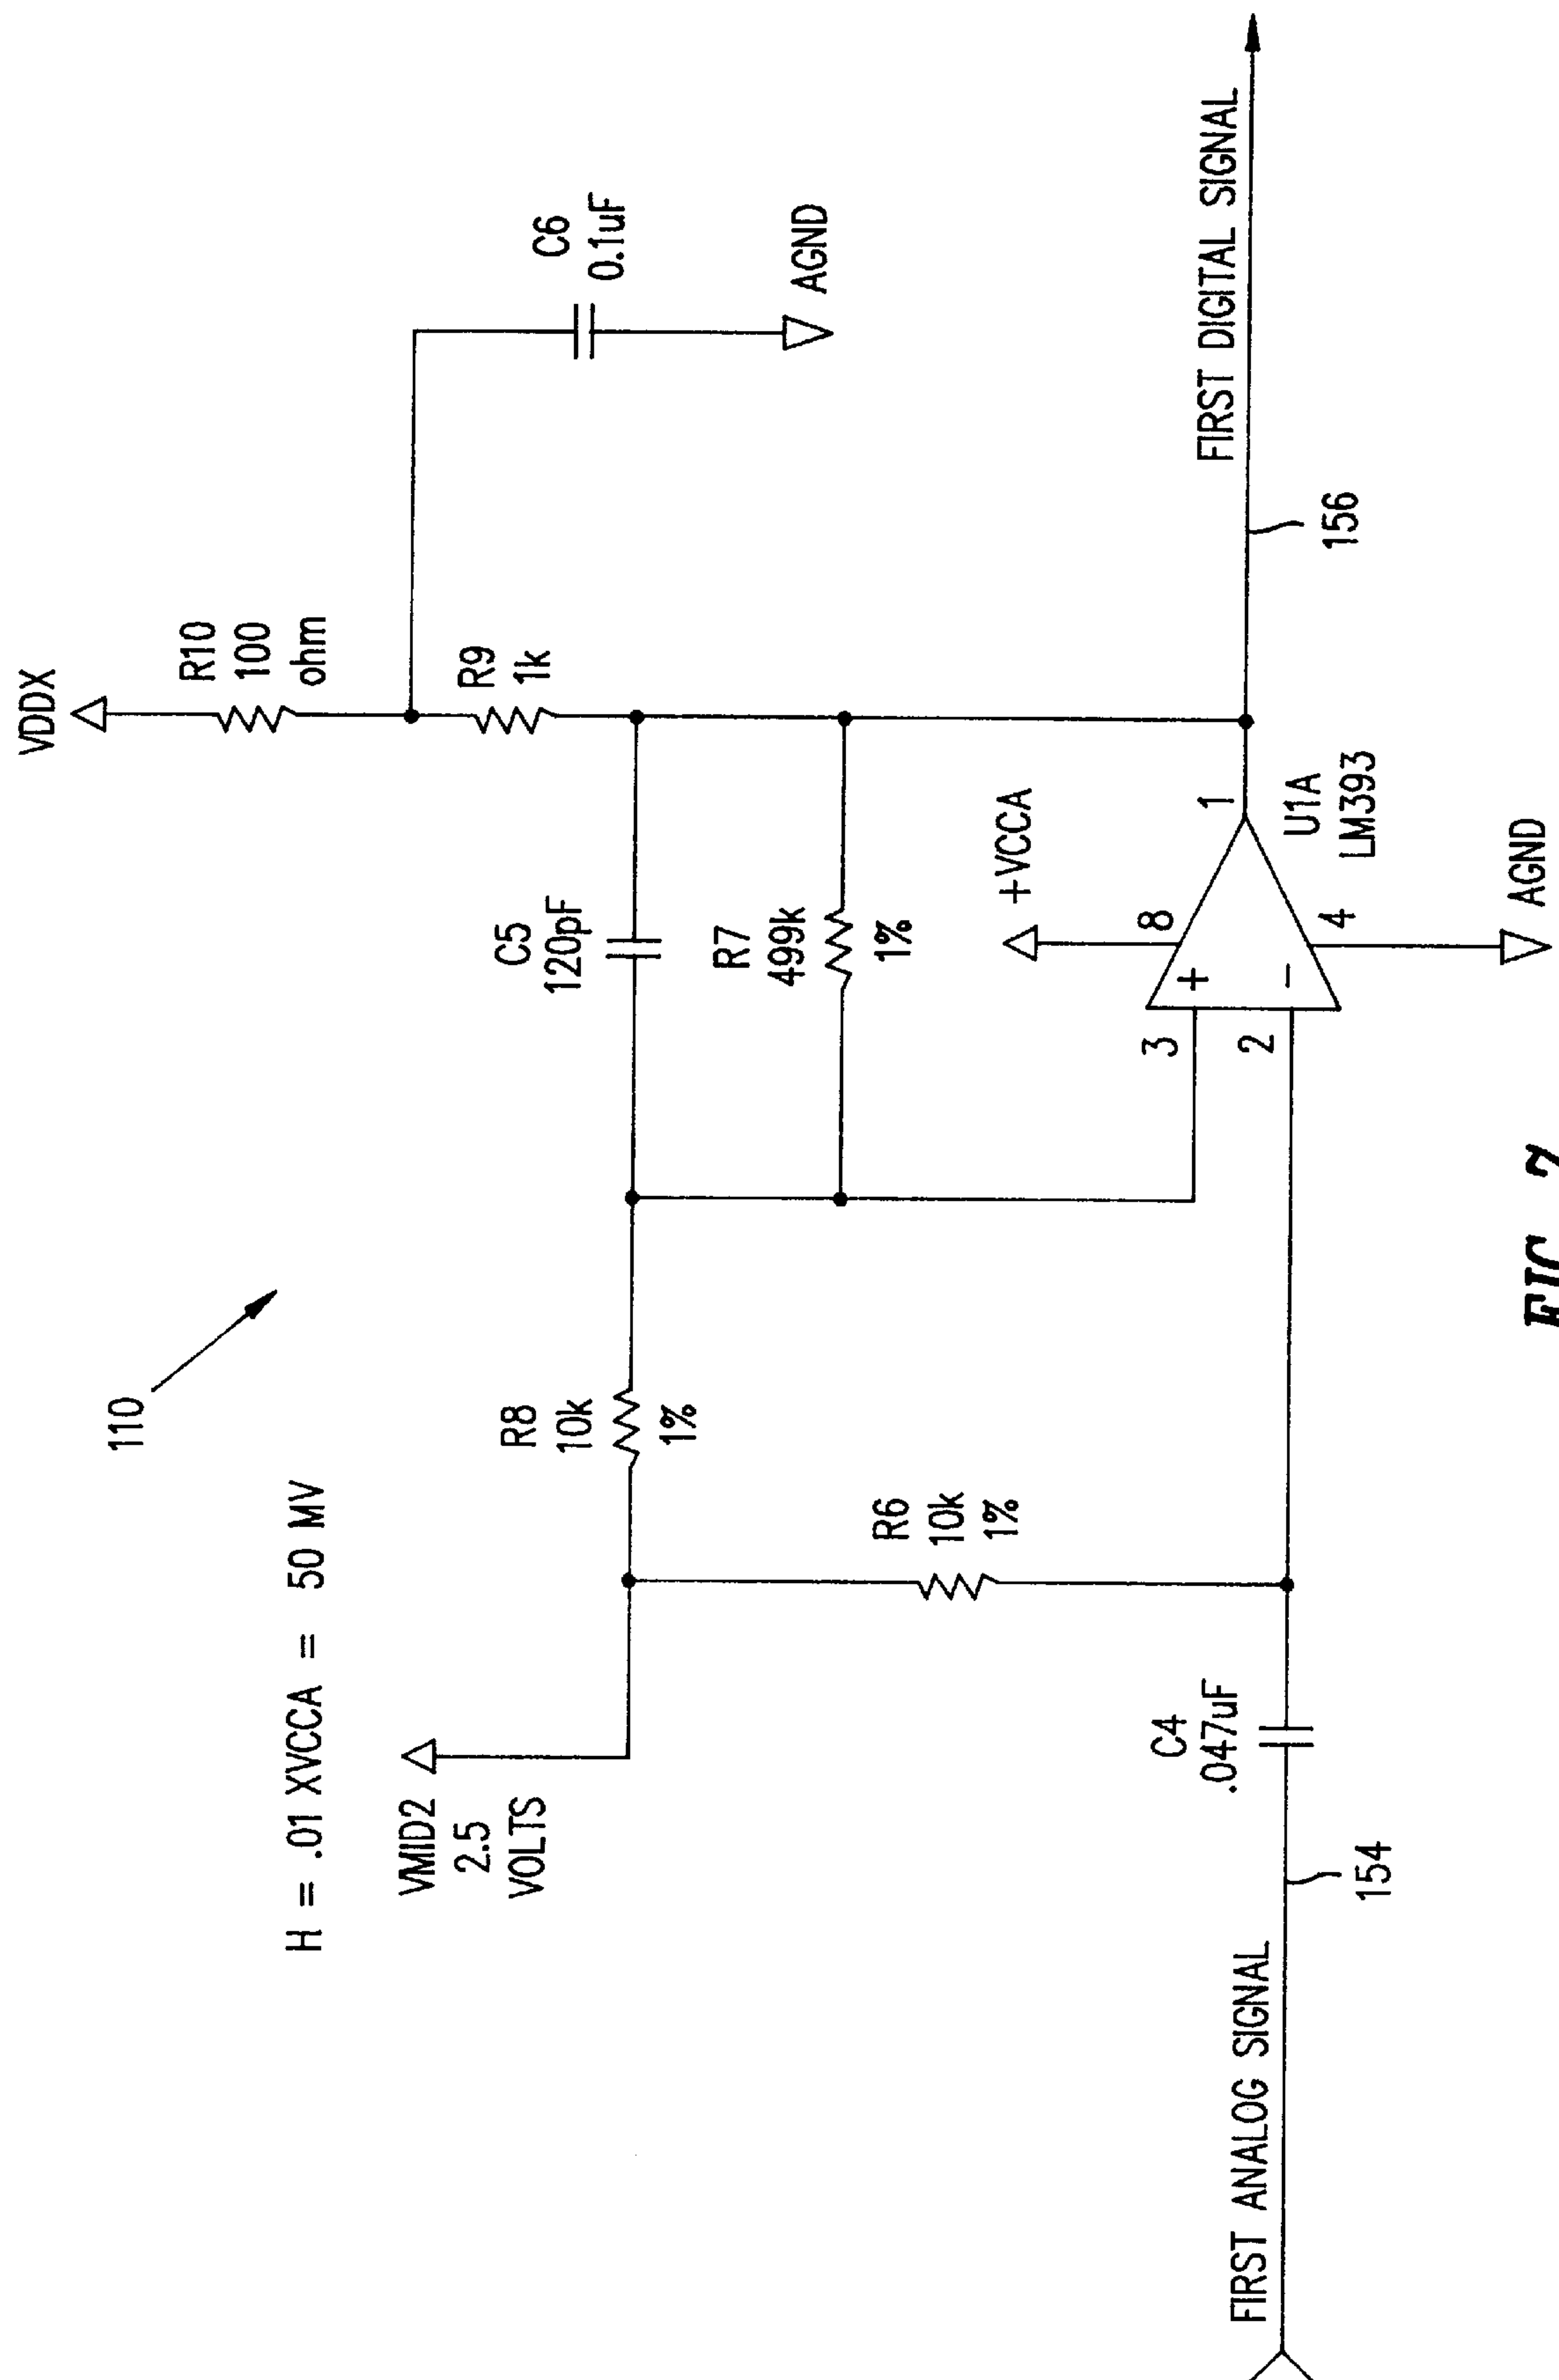 110
H = .01 XVCCA = 50 MV
VMID2
2.5
VOLTS
VDDX
R10
100
ohm
R9
1k
C6
0.1uF
AGND
C5
120pF
R7
499k
1%
R8
10k
1%
R6
10k
1%
+VCCA
8
3
+
2
-
1
4
U1A
LM393
AGND
C4
.047uF
FIRST ANALOG SIGNAL
154
FIRST DIGITAL SIGNAL
156
FIG. 7